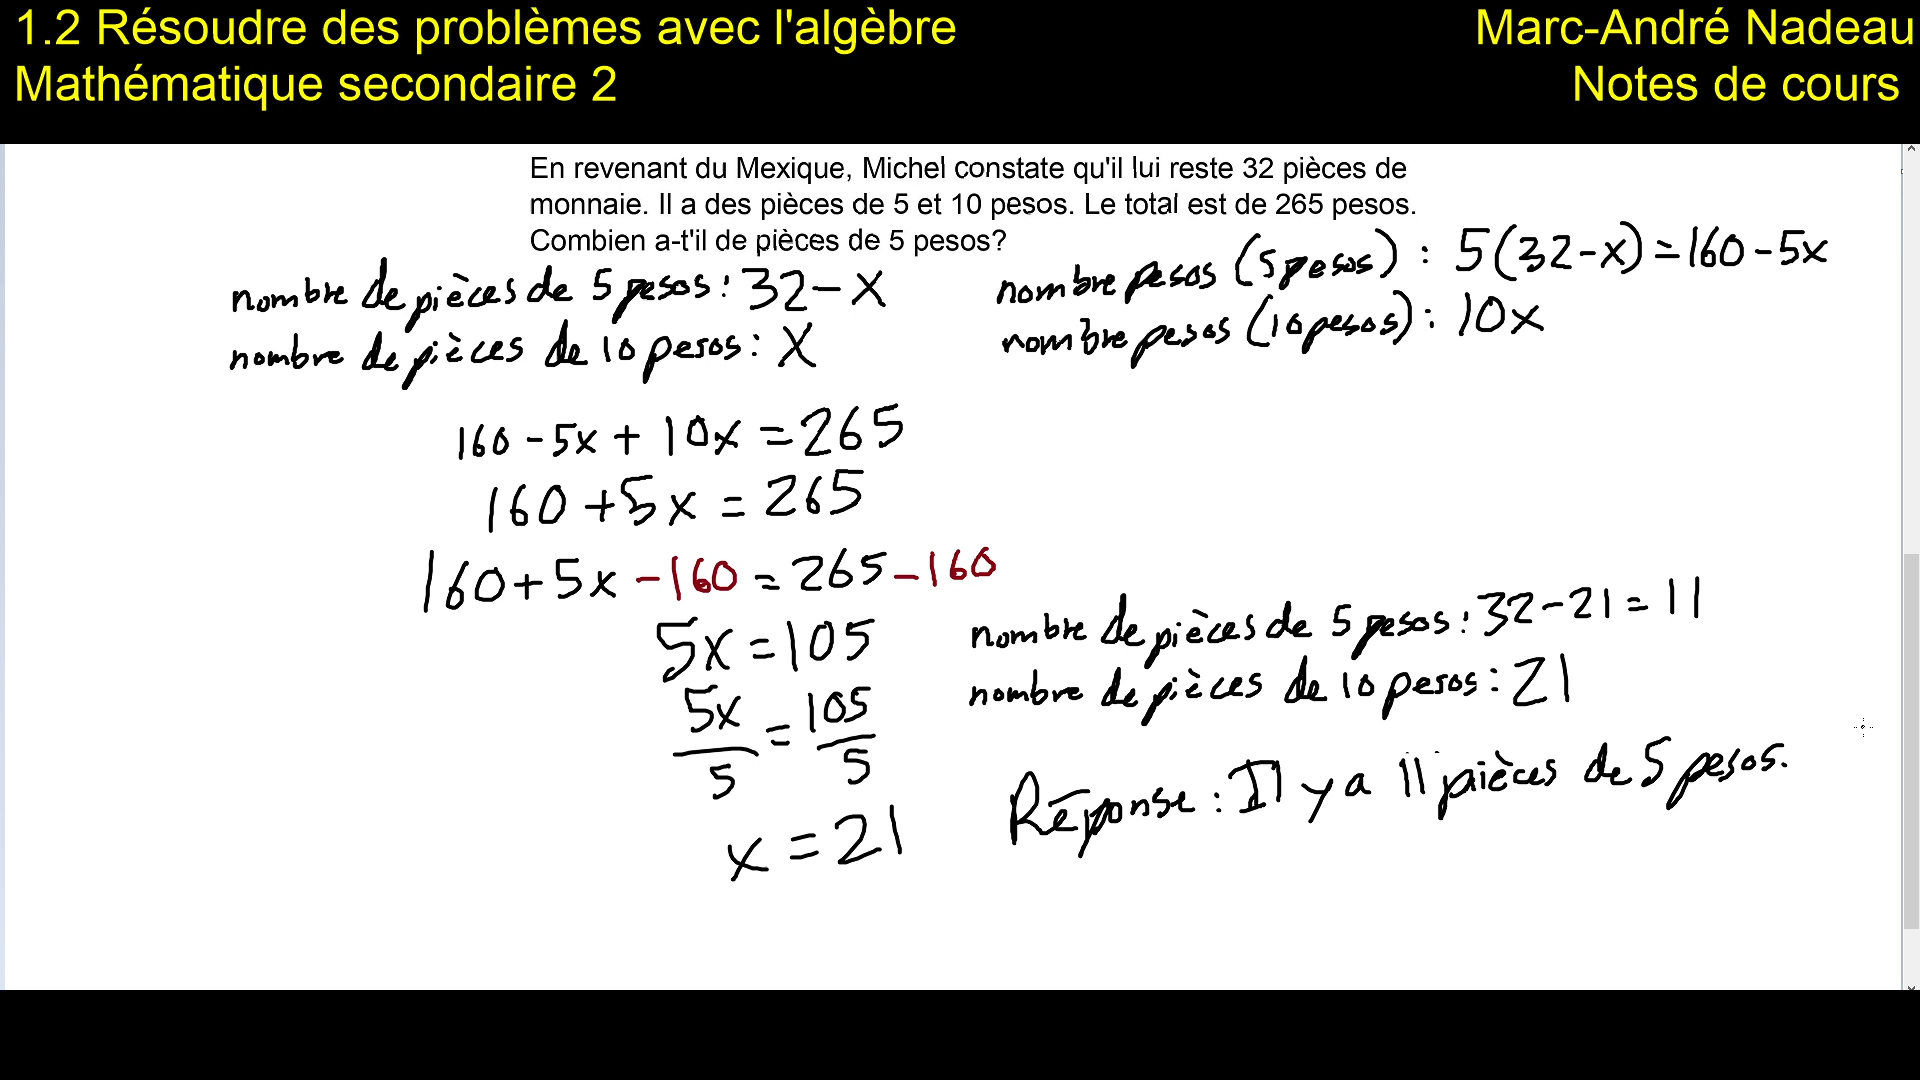 1.2 Résoudre des problèmes avec l'algèbre
Mathématique secondaire 2
Marc-André Nadeau
Notes de cours
En revenant du Mexique, Michel constate qu'il lui reste 32 pièces de
monnaie. Il a des pièces de 5 et 10 pesos. Le total est de 265 pesos.
Combien a-t'il de pièces de 5 pesos?
nombre de pièces de 5 pesos : 32 - x
nombre de pièces de 10 pesos : x
nombre pesos (5 pesos) : 5(32-x) = 160 - 5x
nombre pesos (10 pesos) : 10x
160 - 5x + 10x = 265
160 + 5x = 265
160 + 5x - 160 = 265 - 160
5x = 105
5x/5 = 105/5
x = 21
nombre de pièces de 5 pesos : 32 - 21 = 11
nombre de pièces de 10 pesos : 21
Réponse : Il y a 11 pièces de 5 pesos.